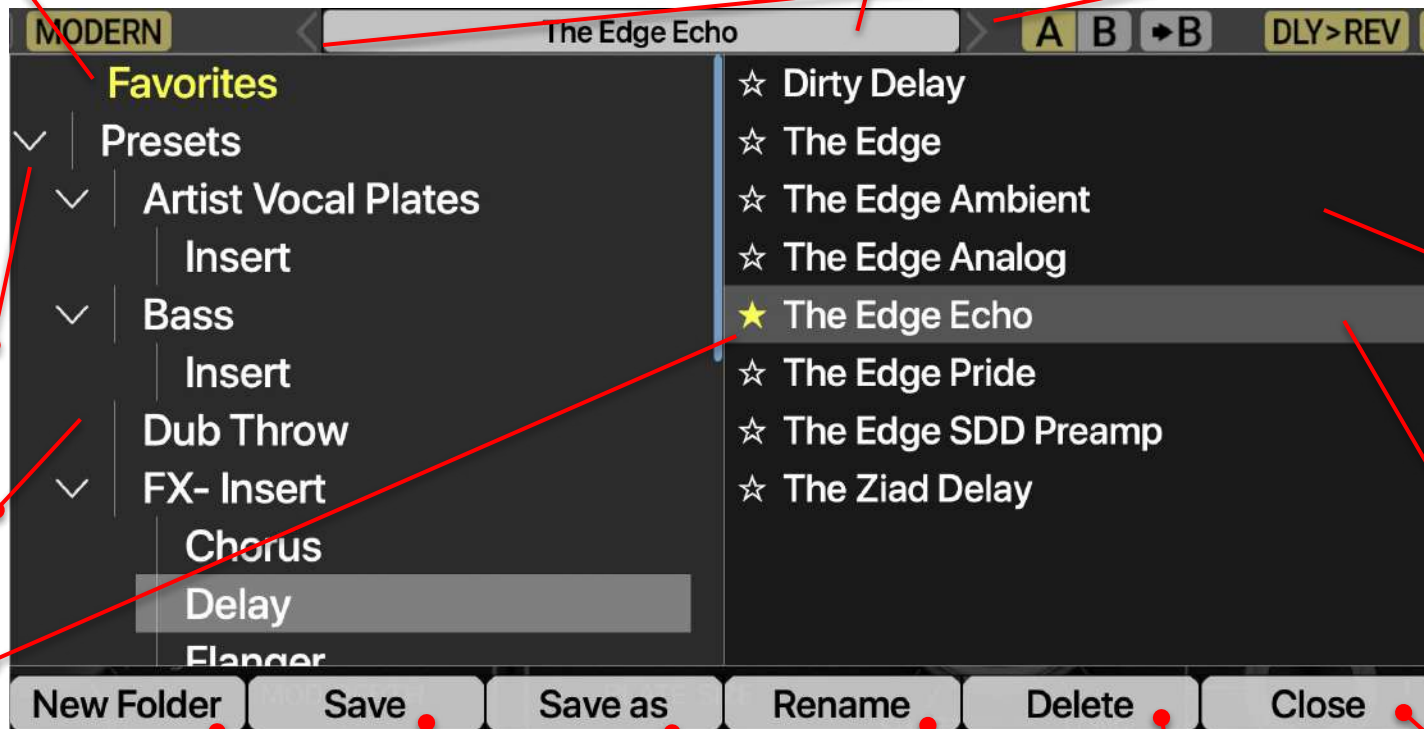 MODERN The Edge Echo A B →B DLY>REV
Favorites
Presets
Artist Vocal Plates
Insert
Bass
Insert
Dub Throw
FX- Insert
Chorus
Delay
Flanger
☆ Dirty Delay
☆ The Edge
☆ The Edge Ambient
☆ The Edge Analog
★ The Edge Echo
☆ The Edge Pride
☆ The Edge SDD Preamp
☆ The Ziad Delay
New Folder Save Save as Rename Delete Close